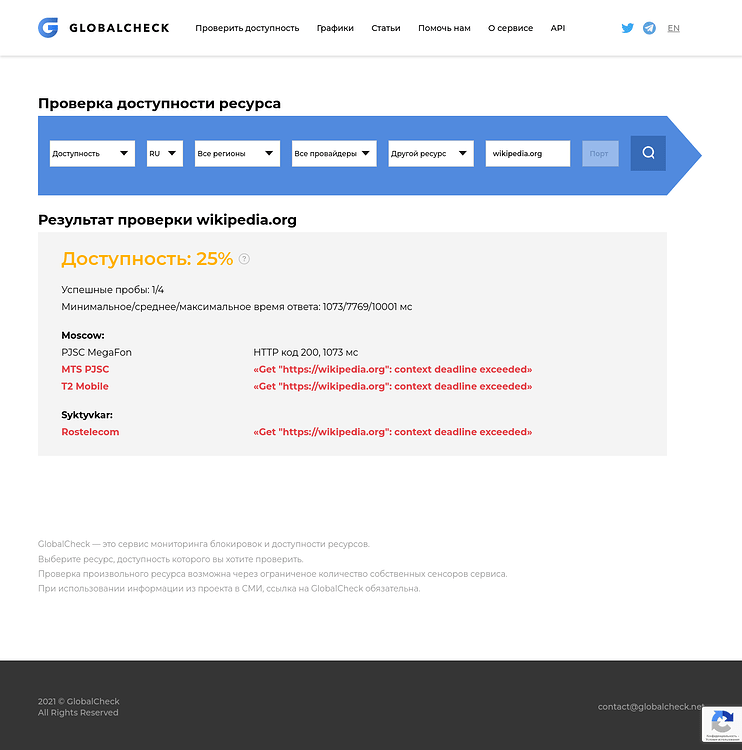 GLOBALCHECK Проверить доступность Графики Статьи Помочь нам О сервисе API EN
Проверка доступности ресурса
Доступность RU Все регионы Все провайдеры Другой ресурс wikipedia.org Порт
Результат проверки wikipedia.org
Доступность: 25% ?
Успешные пробы: 1/4
Минимальное/среднее/максимальное время ответа: 1073/7769/10001 мс
Moscow:
PJSC MegaFon HTTP код 200, 1073 мс
MTS PJSC «Get "https://wikipedia.org": context deadline exceeded»
T2 Mobile «Get "https://wikipedia.org": context deadline exceeded»
Syktyvkar:
Rostelecom «Get "https://wikipedia.org": context deadline exceeded»
GlobalCheck — это сервис мониторинга блокировок и доступности ресурсов.
Выберите ресурс, доступность которого вы хотите проверить.
Проверка произвольного ресурса возможна через ограниченое количество собственных сенсоров сервиса.
При использовании информации из проекта в СМИ, ссылка на GlobalCheck обязательна.
2021 © GlobalCheck
All Rights Reserved
contact@globalcheck.net